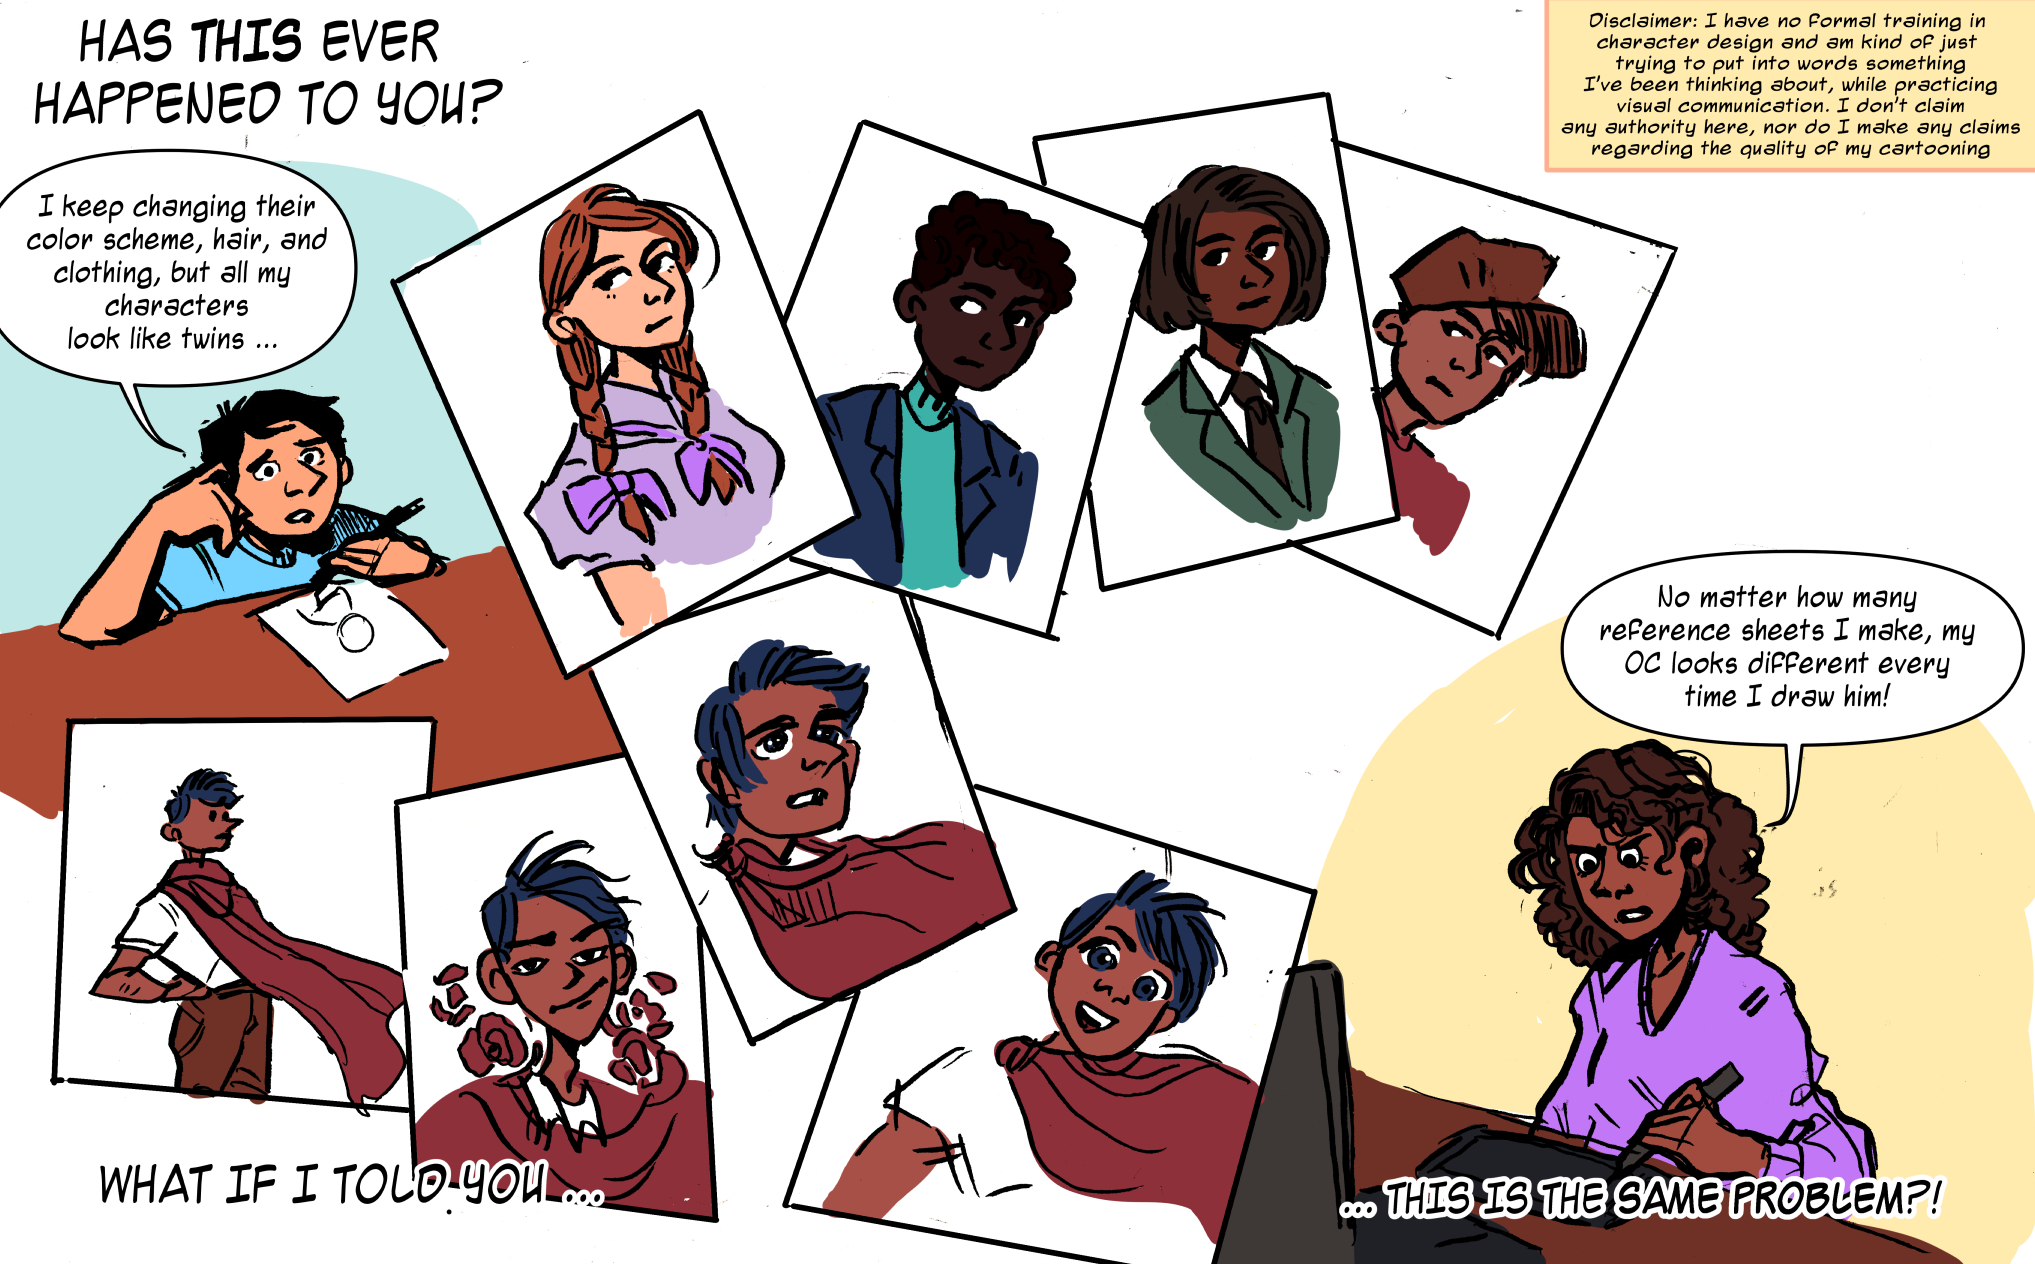 HAS THIS EVER
HAPPENED TO YOU?
Disclaimer: I have no formal training in
character design and am kind of just
trying to put into words something
I've been thinking about, while practicing
visual communication. I don't claim
any authority here, nor do I make any claims
regarding the quality of my cartooning
I keep changing their
color scheme, hair, and
clothing, but all my
characters
look like twins ...
No matter how many
reference sheets I make, my
OC looks different every
time I draw him!
WHAT IF I TOLD YOU ...
... THIS IS THE SAME PROBLEM?!